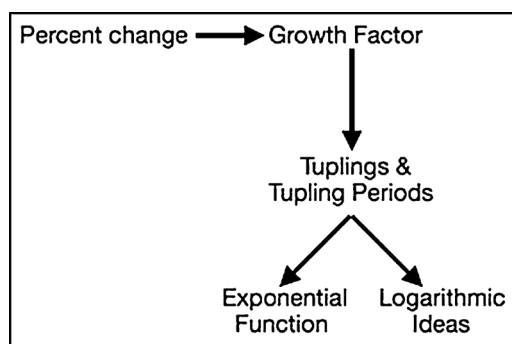 Percent change
Growth Factor
Tuplings &
Tupling Periods
Exponential
Function
Logarithmic
Ideas